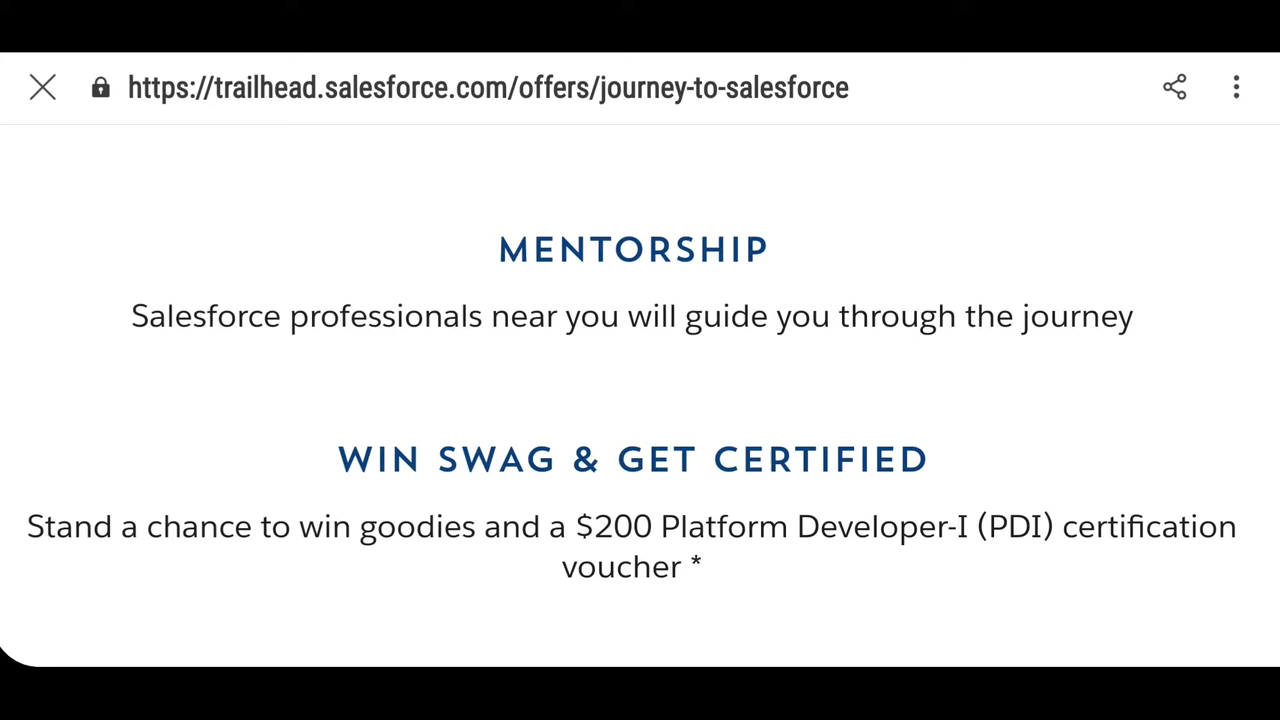 https://trailhead.salesforce.com/offers/journey-to-salesforce
MENTORSHIP
Salesforce professionals near you will guide you through the journey
WIN SWAG & GET CERTIFIED
Stand a chance to win goodies and a $200 Platform Developer-I (PDI) certification
voucher *